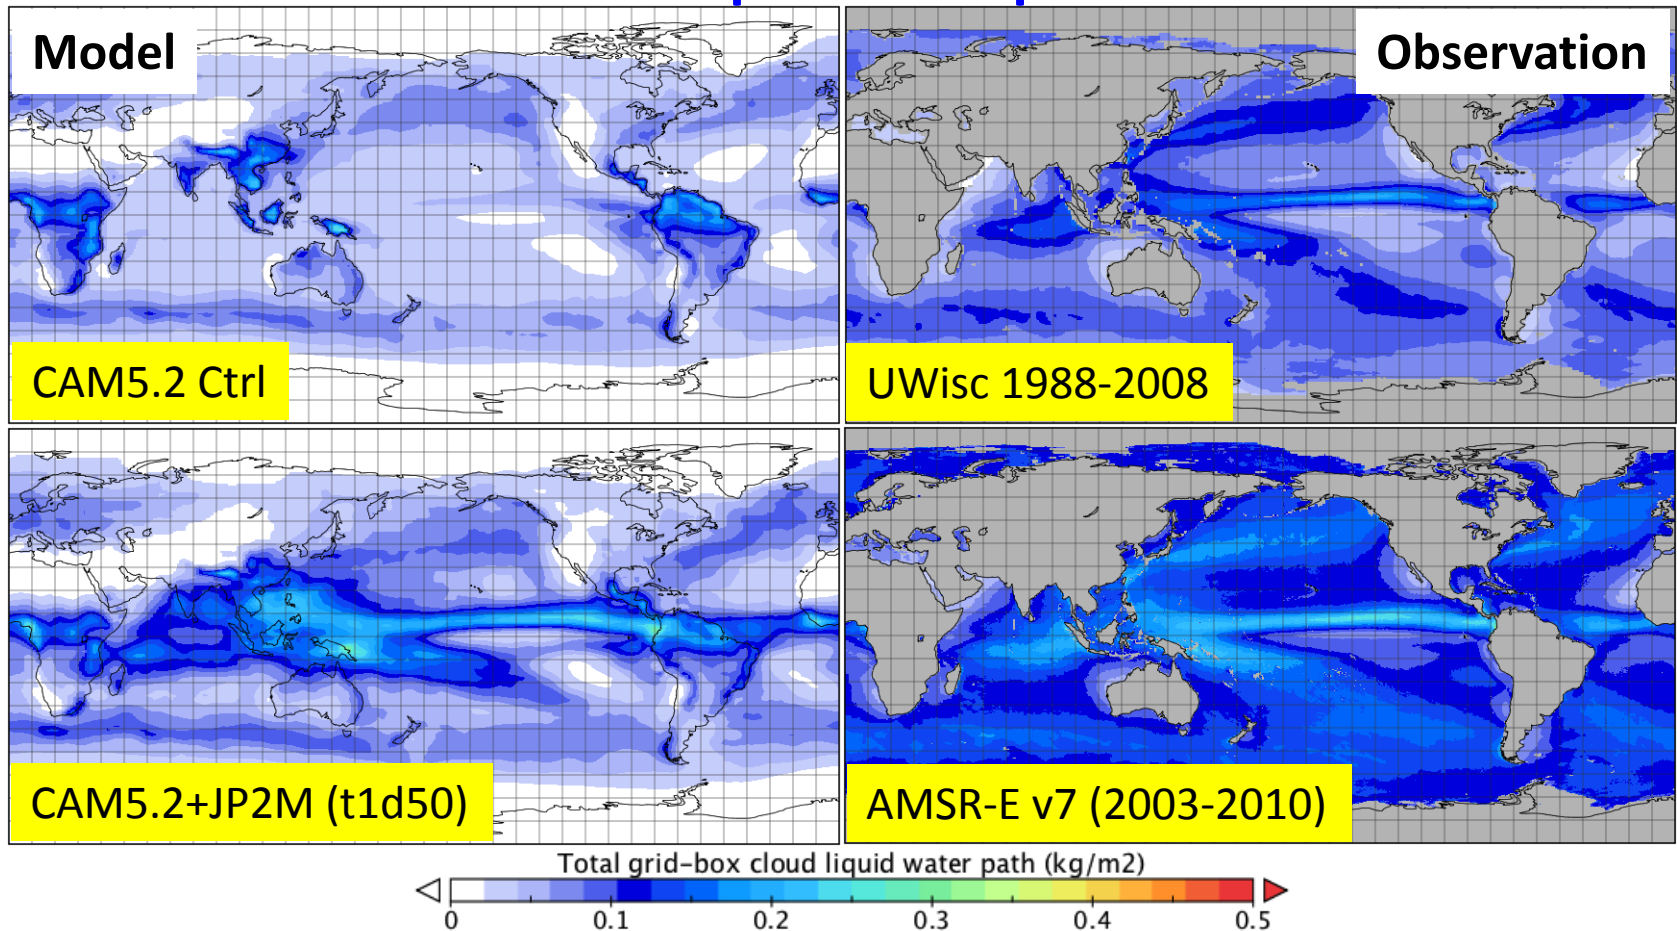 Model
Observation
CAM5.2 Ctrl
UWisc 1988-2008
CAM5.2+JP2M (t1d50)
AMSR-E v7 (2003-2010)
Total grid-box cloud liquid water path (kg/m2)
0 0.1 0.2 0.3 0.4 0.5